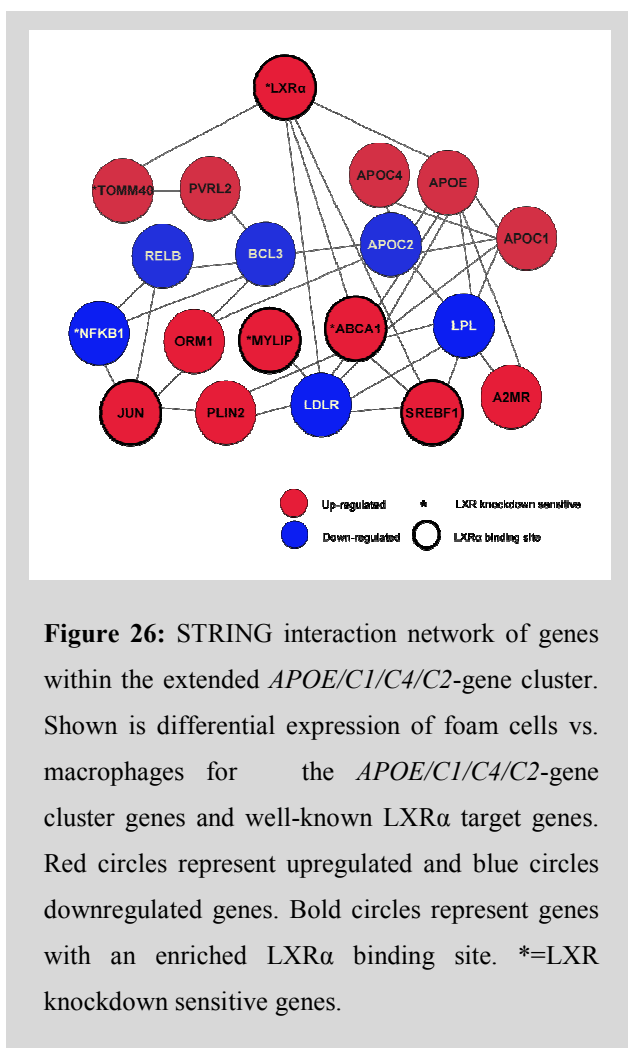 *LXRα
*TOMM40 PVRL2 APOC4 APOE
RELB BCL3 APOC2 APOC1
*NFKB1 ORM1 *MYLIP *ABCA1 LPL
JUN PLIN2 LDLR SREBF1 A2MR
Up-regulated * LXR knockdown sensitive
Down-regulated LXRα binding site
Figure 26: STRING interaction network of genes
within the extended APOE/C1/C4/C2-gene cluster.
Shown is differential expression of foam cells vs.
macrophages for the APOE/C1/C4/C2-gene
cluster genes and well-known LXRα target genes.
Red circles represent upregulated and blue circles
downregulated genes. Bold circles represent genes
with an enriched LXRα binding site. *=LXR
knockdown sensitive genes.